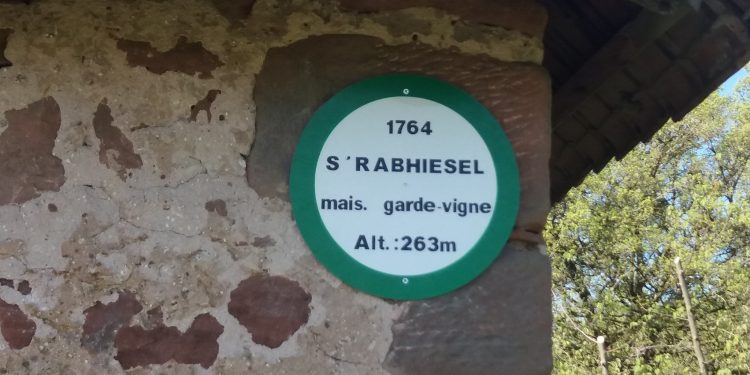 1764
S'RABHIESEL
mais. garde-vigne
Alt.:263m